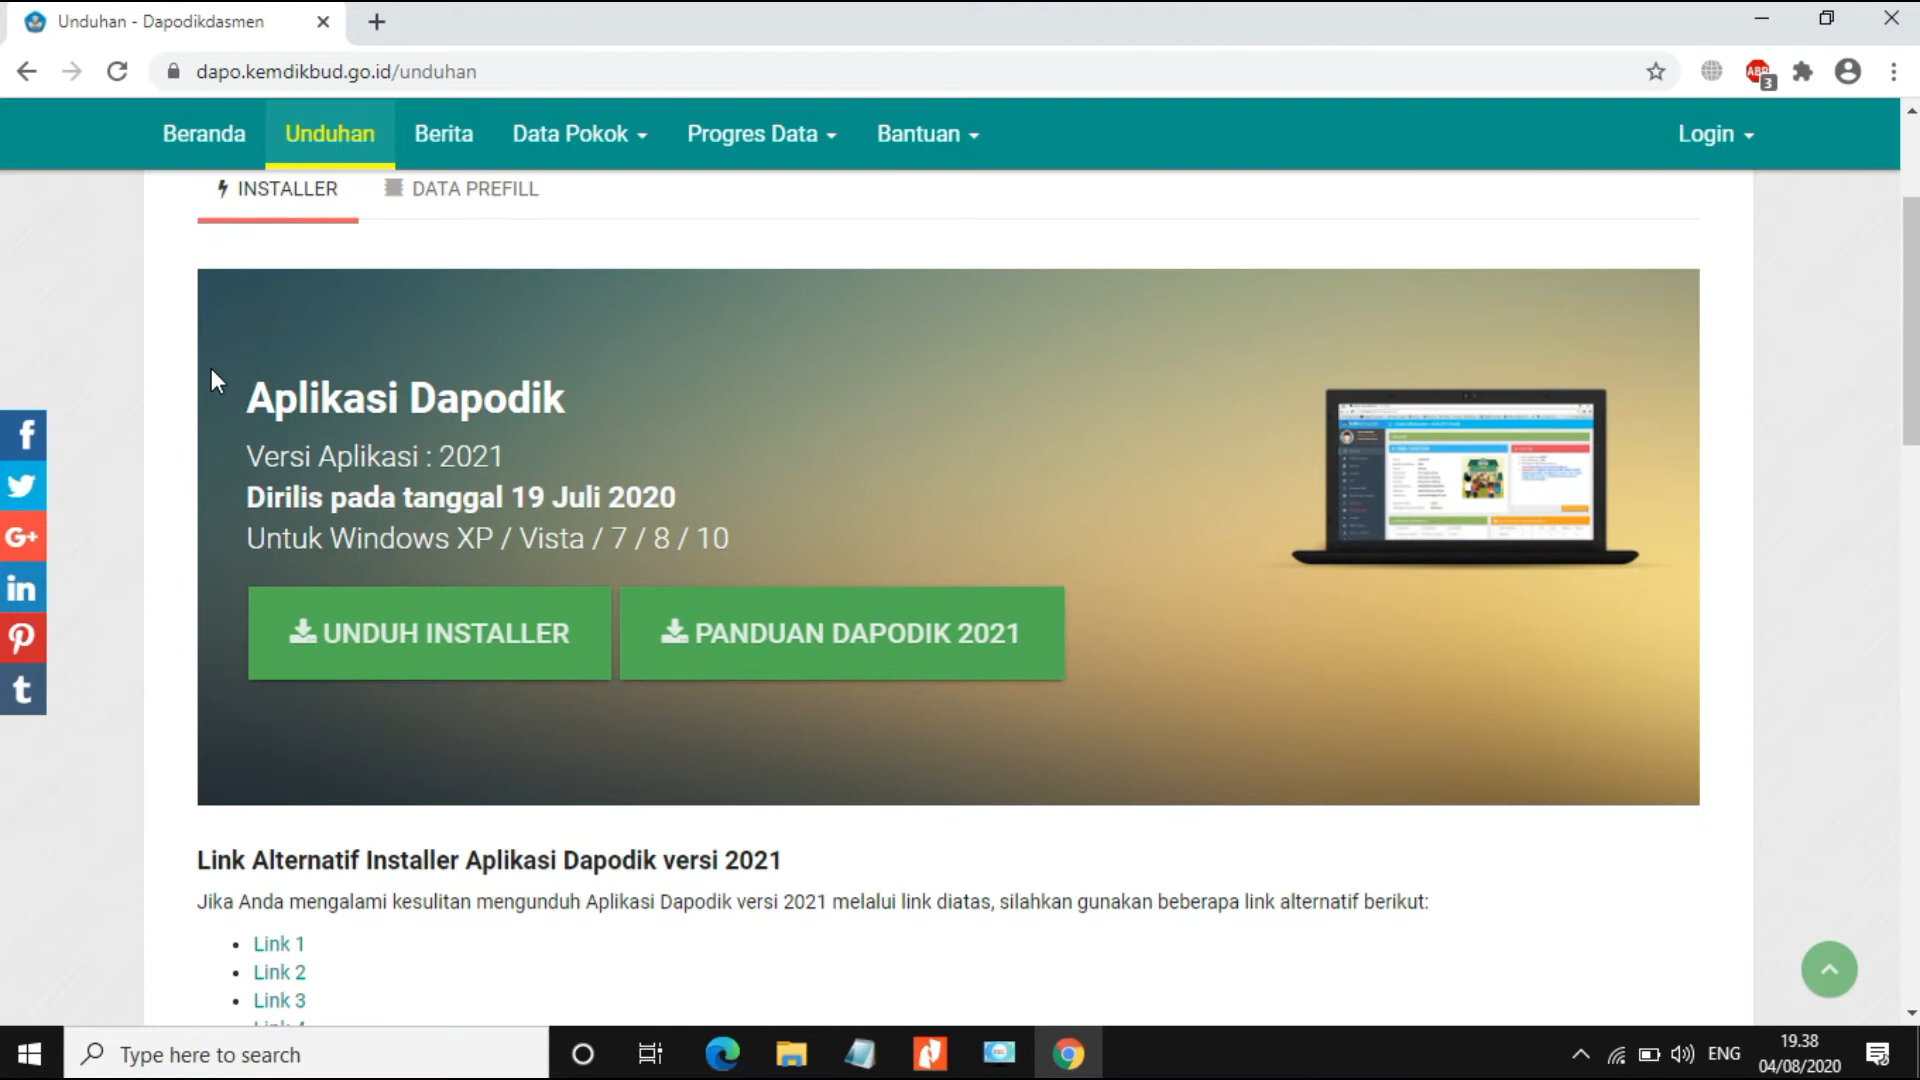 Unduhan - Dapodikdasmen
dapo.kemdikbud.go.id/unduhan
ABP
3
Beranda Unduhan Berita Data Pokok Progres Data Bantuan Login
INSTALLER DATA PREFILL
Aplikasi Dapodik
Versi Aplikasi : 2021
Dirilis pada tanggal 19 Juli 2020
Untuk Windows XP / Vista / 7 / 8 / 10
UNDUH INSTALLER PANDUAN DAPODIK 2021
Link Alternatif Installer Aplikasi Dapodik versi 2021
Jika Anda mengalami kesulitan mengunduh Aplikasi Dapodik versi 2021 melalui link diatas, silahkan gunakan beberapa link alternatif berikut:
Link 1
Link 2
Link 3
Type here to search
ENG
19.38
04/08/2020